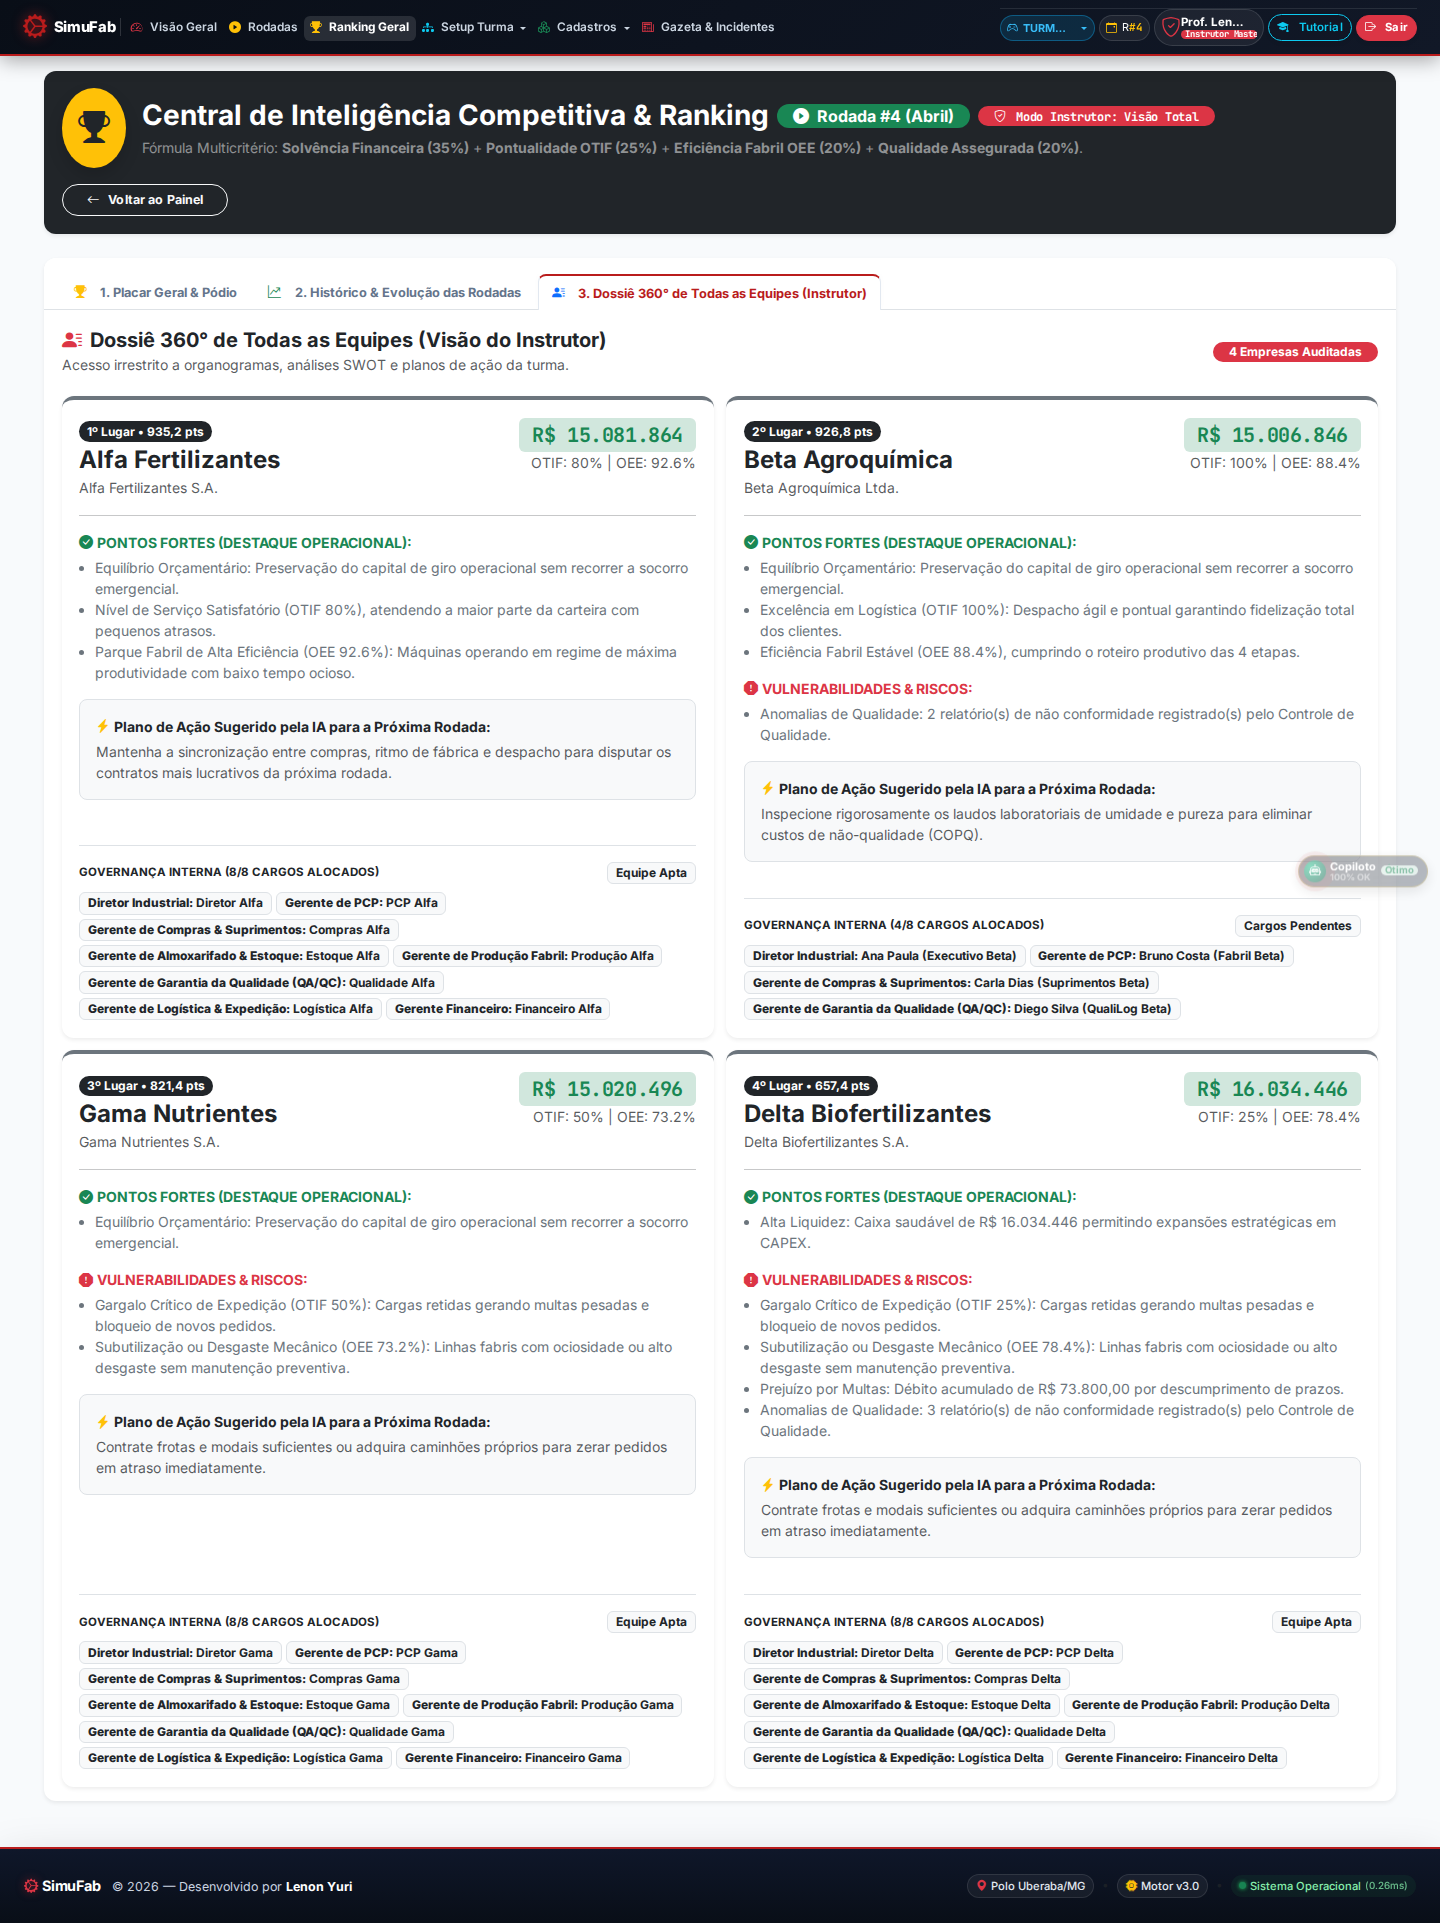 SimuFab
Visão Geral
Rodadas
Ranking Geral
Setup Turma
Cadastros
Gazeta & Incidentes
TURM...
R#4
Prof. Len...
Instrutor Maste
Tutorial
Sair
Central de Inteligência Competitiva & Ranking
Rodada #4 (Abril)
Modo Instrutor: Visão Total
Fórmula Multicritério: Solvência Financeira (35%) + Pontualidade OTIF (25%) + Eficiência Fabril OEE (20%) + Qualidade Assegurada (20%).
Voltar ao Painel
1. Placar Geral & Pódio
2. Histórico & Evolução das Rodadas
3. Dossiê 360° de Todas as Equipes (Instrutor)
Dossiê 360° de Todas as Equipes (Visão do Instrutor)
Acesso irrestrito a organogramas, análises SWOT e planos de ação da turma.
4 Empresas Auditadas
1º Lugar • 935,2 pts
R$ 15.081.864
Alfa Fertilizantes
OTIF: 80% | OEE: 92.6%
Alfa Fertilizantes S.A.
PONTOS FORTES (DESTAQUE OPERACIONAL):
Equilíbrio Orçamentário: Preservação do capital de giro operacional sem recorrer a socorro
emergencial.
Nível de Serviço Satisfatório (OTIF 80%), atendendo a maior parte da carteira com
pequenos atrasos.
Parque Fabril de Alta Eficiência (OEE 92.6%): Máquinas operando em regime de máxima
produtividade com baixo tempo ocioso.
Plano de Ação Sugerido pela IA para a Próxima Rodada:
Mantenha a sincronização entre compras, ritmo de fábrica e despacho para disputar os
contratos mais lucrativos da próxima rodada.
GOVERNANÇA INTERNA (8/8 CARGOS ALOCADOS)
Equipe Apta
Diretor Industrial: Diretor Alfa
Gerente de PCP: PCP Alfa
Gerente de Compras & Suprimentos: Compras Alfa
Gerente de Almoxarifado & Estoque: Estoque Alfa
Gerente de Produção Fabril: Produção Alfa
Gerente de Garantia da Qualidade (QA/QC): Qualidade Alfa
Gerente de Logística & Expedição: Logística Alfa
Gerente Financeiro: Financeiro Alfa
2º Lugar • 926,8 pts
R$ 15.006.846
Beta Agroquímica
OTIF: 100% | OEE: 88.4%
Beta Agroquímica Ltda.
PONTOS FORTES (DESTAQUE OPERACIONAL):
Equilíbrio Orçamentário: Preservação do capital de giro operacional sem recorrer a socorro
emergencial.
Excelência em Logística (OTIF 100%): Despacho ágil e pontual garantindo fidelização total
dos clientes.
Eficiência Fabril Estável (OEE 88.4%), cumprindo o roteiro produtivo das 4 etapas.
VULNERABILIDADES & RISCOS:
Anomalias de Qualidade: 2 relatório(s) de não conformidade registrado(s) pelo Controle de
Qualidade.
Plano de Ação Sugerido pela IA para a Próxima Rodada:
Inspecione rigorosamente os laudos laboratoriais de umidade e pureza para eliminar
custos de não-qualidade (COPQ).
Copiloto
100% OK
Ótimo
GOVERNANÇA INTERNA (4/8 CARGOS ALOCADOS)
Cargos Pendentes
Diretor Industrial: Ana Paula (Executivo Beta)
Gerente de PCP: Bruno Costa (Fabril Beta)
Gerente de Compras & Suprimentos: Carla Dias (Suprimentos Beta)
Gerente de Garantia da Qualidade (QA/QC): Diego Silva (QualiLog Beta)
3º Lugar • 821,4 pts
R$ 15.020.496
Gama Nutrientes
OTIF: 50% | OEE: 73.2%
Gama Nutrientes S.A.
PONTOS FORTES (DESTAQUE OPERACIONAL):
Equilíbrio Orçamentário: Preservação do capital de giro operacional sem recorrer a socorro
emergencial.
VULNERABILIDADES & RISCOS:
Gargalo Crítico de Expedição (OTIF 50%): Cargas retidas gerando multas pesadas e
bloqueio de novos pedidos.
Subutilização ou Desgaste Mecânico (OEE 73.2%): Linhas fabris com ociosidade ou alto
desgaste sem manutenção preventiva.
Plano de Ação Sugerido pela IA para a Próxima Rodada:
Contrate frotas e modais suficientes ou adquira caminhões próprios para zerar pedidos
em atraso imediatamente.
GOVERNANÇA INTERNA (8/8 CARGOS ALOCADOS)
Equipe Apta
Diretor Industrial: Diretor Gama
Gerente de PCP: PCP Gama
Gerente de Compras & Suprimentos: Compras Gama
Gerente de Almoxarifado & Estoque: Estoque Gama
Gerente de Produção Fabril: Produção Gama
Gerente de Garantia da Qualidade (QA/QC): Qualidade Gama
Gerente de Logística & Expedição: Logística Gama
Gerente Financeiro: Financeiro Gama
4º Lugar • 657,4 pts
R$ 16.034.446
Delta Biofertilizantes
OTIF: 25% | OEE: 78.4%
Delta Biofertilizantes S.A.
PONTOS FORTES (DESTAQUE OPERACIONAL):
Alta Liquidez: Caixa saudável de R$ 16.034.446 permitindo expansões estratégicas em
CAPEX.
VULNERABILIDADES & RISCOS:
Gargalo Crítico de Expedição (OTIF 25%): Cargas retidas gerando multas pesadas e
bloqueio de novos pedidos.
Subutilização ou Desgaste Mecânico (OEE 78.4%): Linhas fabris com ociosidade ou alto
desgaste sem manutenção preventiva.
Prejuízo por Multas: Débito acumulado de R$ 73.800,00 por descumprimento de prazos.
Anomalias de Qualidade: 3 relatório(s) de não conformidade registrado(s) pelo Controle de
Qualidade.
Plano de Ação Sugerido pela IA para a Próxima Rodada:
Contrate frotas e modais suficientes ou adquira caminhões próprios para zerar pedidos
em atraso imediatamente.
GOVERNANÇA INTERNA (8/8 CARGOS ALOCADOS)
Equipe Apta
Diretor Industrial: Diretor Delta
Gerente de PCP: PCP Delta
Gerente de Compras & Suprimentos: Compras Delta
Gerente de Almoxarifado & Estoque: Estoque Delta
Gerente de Produção Fabril: Produção Delta
Gerente de Garantia da Qualidade (QA/QC): Qualidade Delta
Gerente de Logística & Expedição: Logística Delta
Gerente Financeiro: Financeiro Delta
SimuFab
© 2026 — Desenvolvido por Lenon Yuri
Polo Uberaba/MG
Motor v3.0
Sistema Operacional (0.26ms)